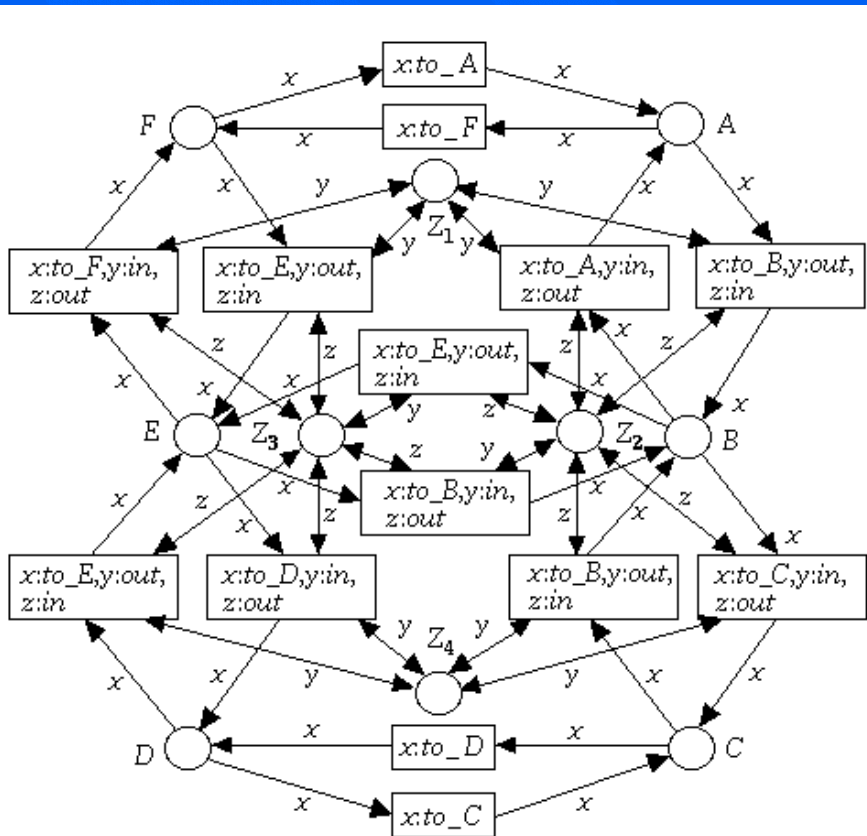 x:to_A
x
x
F
x:to_F
A
x
x
x
x
x
x
y
y
Z1
y
y
x:to_F,y:in,
z:out
x:to_E,y:out,
z:in
x:to_A,y:in,
z:out
x:to_B,y:out,
z:in
z
z
x:to_E,y:out,
z:in
z
z
x
x
x
x
x
x
E
Z3
y
z
Z2
B
z
y
x
z
x
x:to_B,y:in,
z:out
z
z
x
z
x
x
x
x:to_E,y:out,
z:in
x:to_D,y:in,
z:out
x:to_B,y:out,
z:in
x:to_C,y:in,
z:out
y
Z4
y
x
x
y
y
x
x
D
x
x:to_D
x
C
x
x:to_C
x